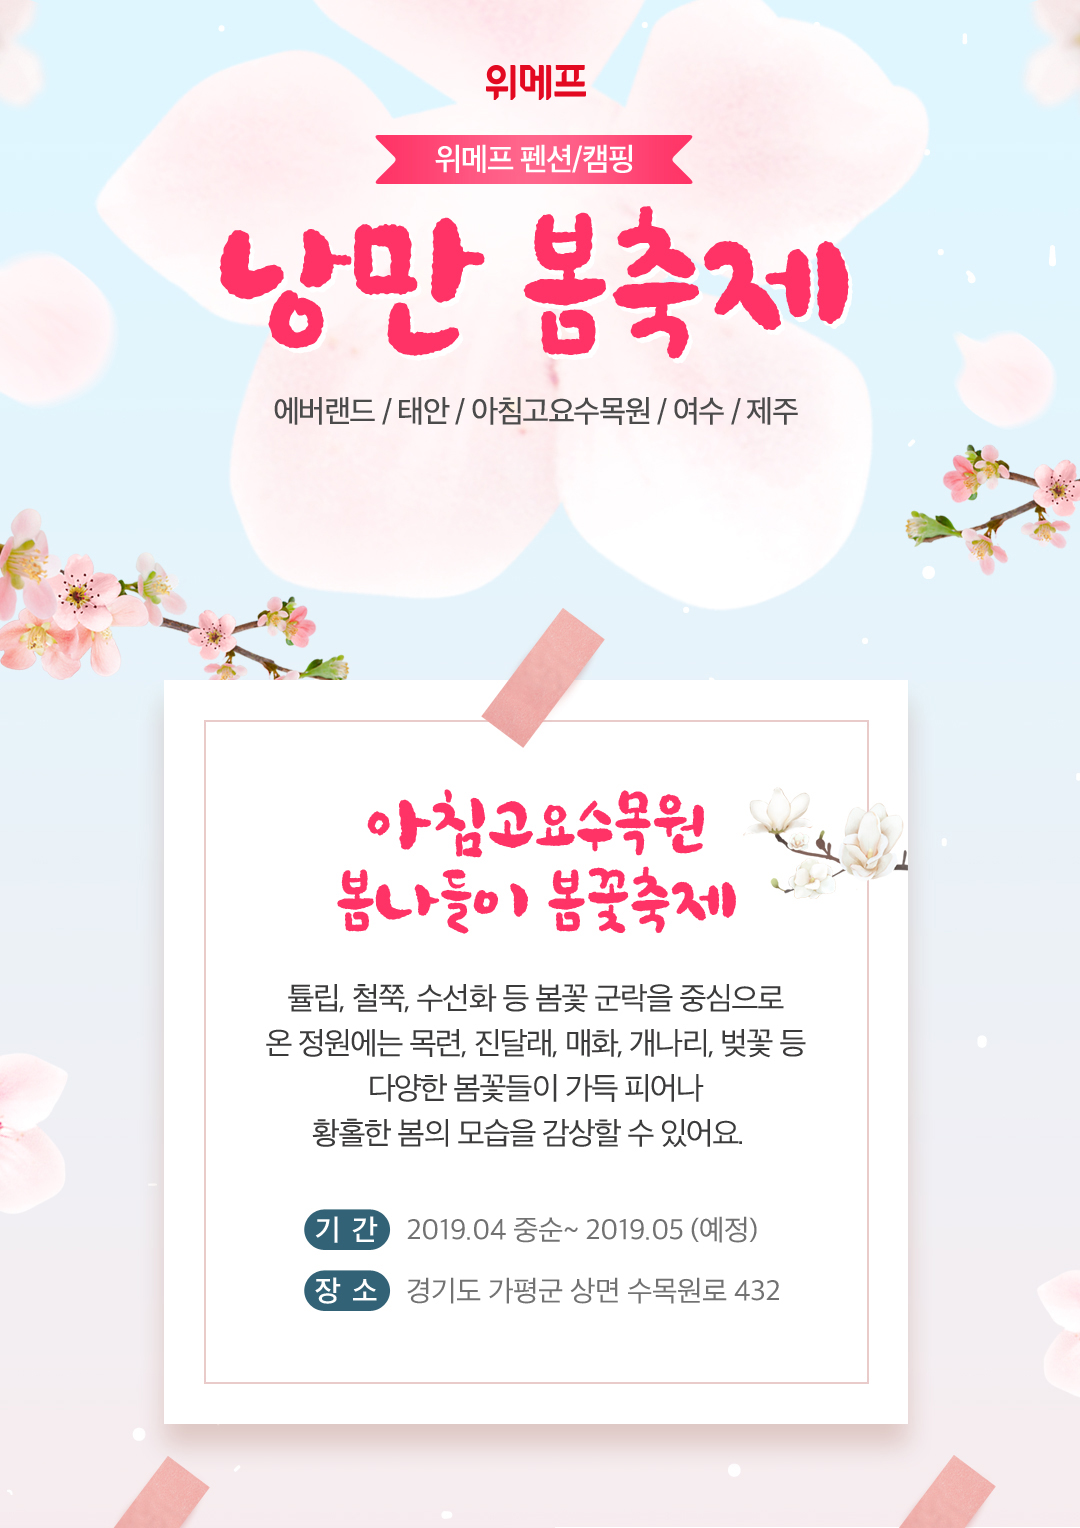 위메프
위메프 펜션/캠핑
낭만 봄축제
에버랜드 / 태안 / 아침고요수목원 / 여수 / 제주
아침고요수목원
봄나들이 봄꽃축제
튤립, 철쭉, 수선화 등 봄꽃 군락을 중심으로
온 정원에는 목련, 진달래, 매화, 개나리, 벚꽃 등
다양한 봄꽃들이 가득 피어나
황홀한 봄의 모습을 감상할 수 있어요.
기 간 2019.04 중순~ 2019.05 (예정)
장 소 경기도 가평군 상면 수목원로 432